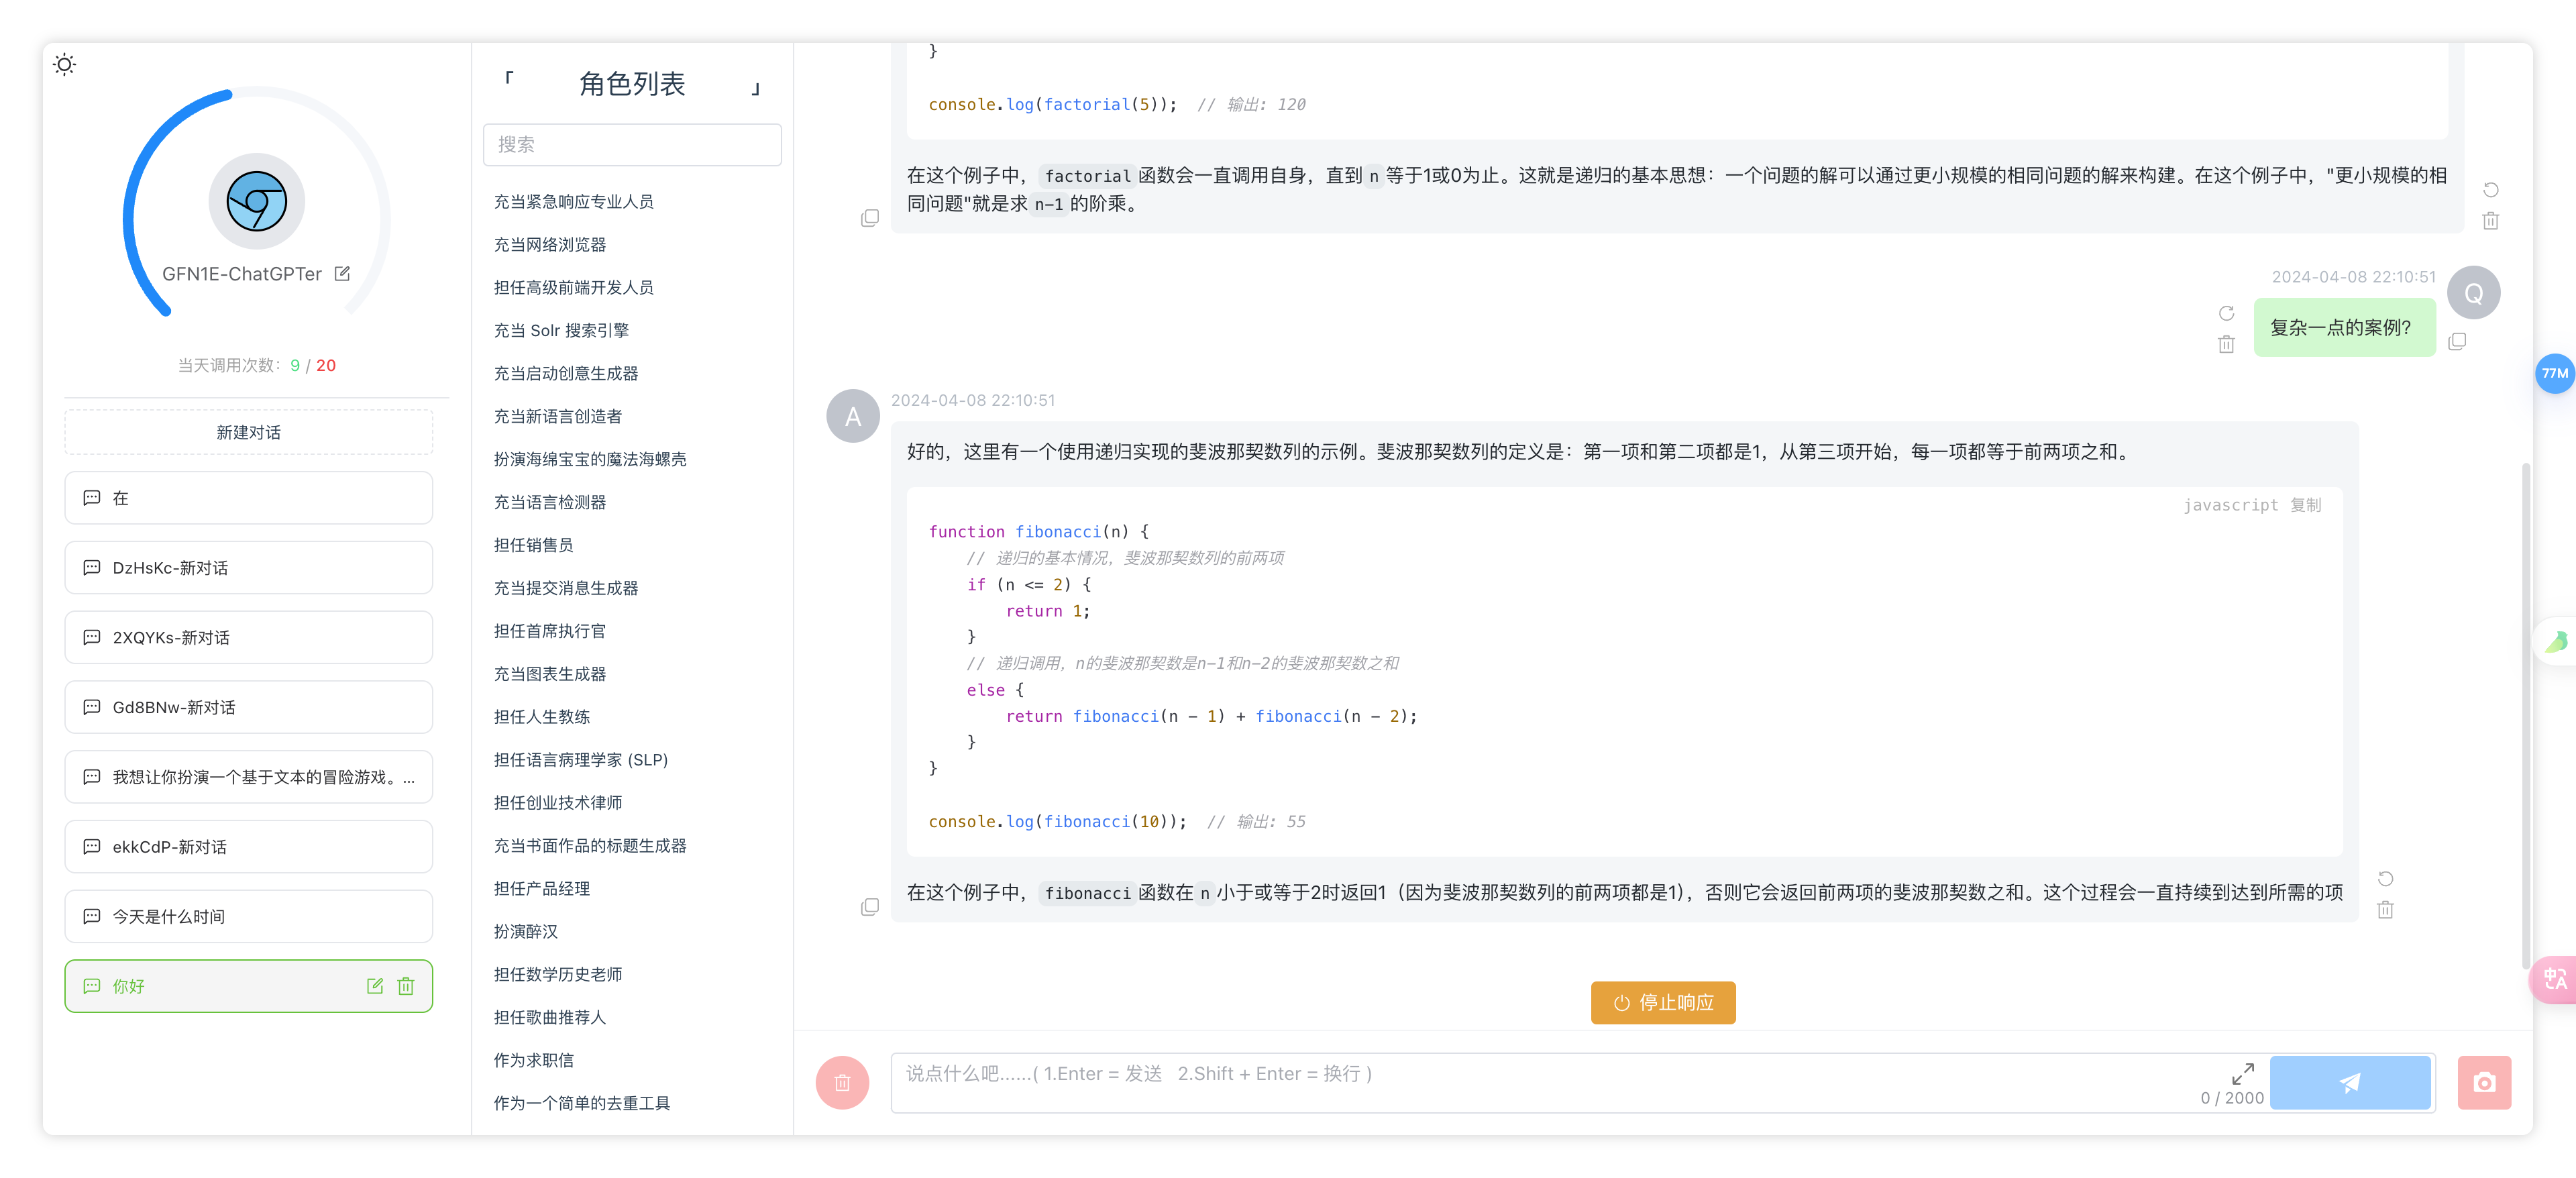 GFN1E-ChatGPTer
当天调用次数：9 / 20
新建对话
在
DzHsKc-新对话
2XQYKs-新对话
Gd8BNw-新对话
我想让你扮演一个基于文本的冒险游戏。...
ekkCdP-新对话
今天是什么时间
你好
「 角色列表 」
搜索
充当紧急响应专业人员
充当网络浏览器
担任高级前端开发人员
充当 Solr 搜索引擎
充当启动创意生成器
充当新语言创造者
扮演海绵宝宝的魔法海螺壳
充当语言检测器
担任销售员
充当提交消息生成器
担任首席执行官
充当图表生成器
担任人生教练
担任语言病理学家 (SLP)
担任创业技术律师
充当书面作品的标题生成器
担任产品经理
扮演醉汉
担任数学历史老师
担任歌曲推荐人
作为求职信
作为一个简单的去重工具
}
console.log(factorial(5));  // 输出: 120
在这个例子中，factorial函数会一直调用自身，直到n等于1或0为止。这就是递归的基本思想：一个问题的解可以通过更小规模的相同问题的解来构建。在这个例子中，"更小规模的相
同问题"就是求n-1的阶乘。
2024-04-08 22:10:51
Q
复杂一点的案例?
A
2024-04-08 22:10:51
好的，这里有一个使用递归实现的斐波那契数列的示例。斐波那契数列的定义是：第一项和第二项都是1，从第三项开始，每一项都等于前两项之和。
javascript 复制
function fibonacci(n) {
    // 递归的基本情况，斐波那契数列的前两项
    if (n <= 2) {
        return 1;
    }
    // 递归调用，n的斐波那契数是n-1和n-2的斐波那契数之和
    else {
        return fibonacci(n - 1) + fibonacci(n - 2);
    }
}
console.log(fibonacci(10));  // 输出: 55
在这个例子中，fibonacci函数在n小于或等于2时返回1（因为斐波那契数列的前两项都是1），否则它会返回前两项的斐波那契数之和。这个过程会一直持续到达到所需的项
停止响应
说点什么吧......( 1.Enter = 发送   2.Shift + Enter = 换行 )
0 / 2000
77M
中A